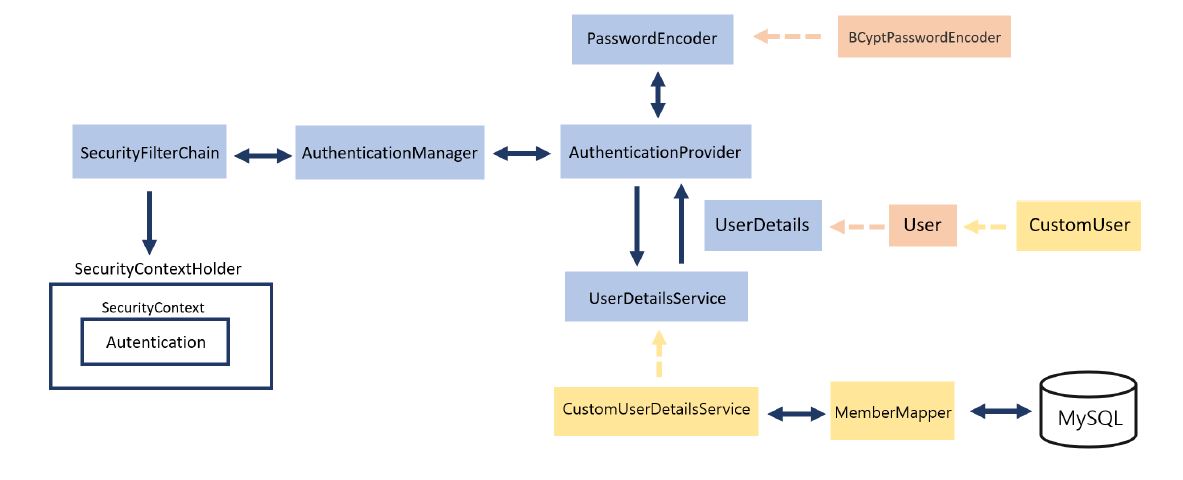 PasswordEncoder
BCyptPasswordEncoder
SecurityFilterChain
AuthenticationManager
AuthenticationProvider
UserDetails
User
CustomUser
SecurityContextHolder
SecurityContext
Autentication
UserDetailsService
CustomUserDetailsService
MemberMapper
MySQL